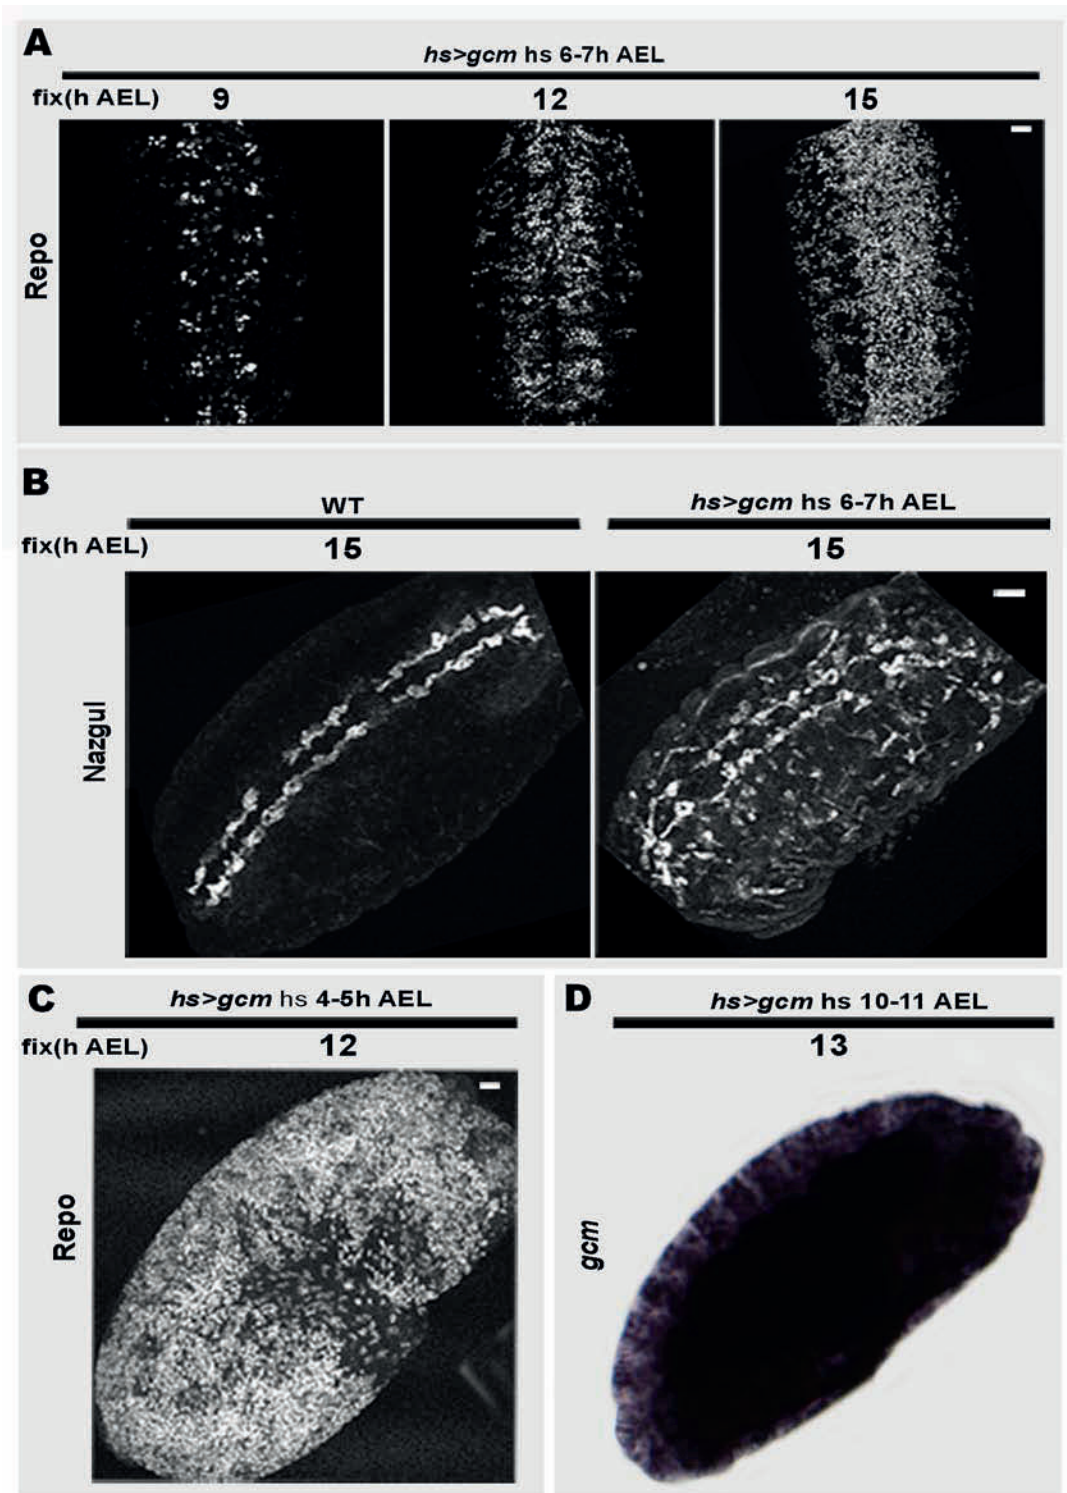 A
hs>gcm hs 6-7h AEL
fix(h AEL) 9 12 15
Repo
B
WT hs>gcm hs 6-7h AEL
fix(h AEL) 15 15
Nazgul
C
hs>gcm hs 4-5h AEL
fix(h AEL) 12
Repo
D
hs>gcm hs 10-11 AEL
13
gcm